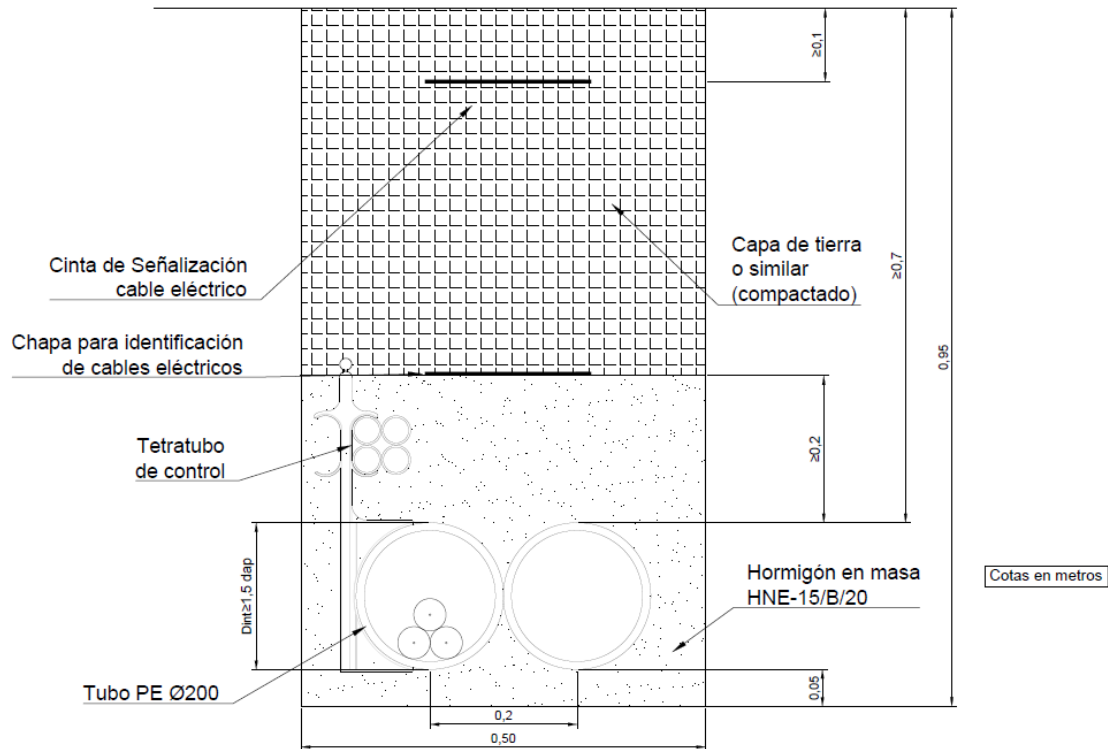 ≥0,1
Cinta de Señalización
cable eléctrico
Capa de tierra
o similar
(compactado)
≥0,7
Chapa para identificación
de cables eléctricos
0,95
Tetratubo
de control
≥0,2
Dint≥1,5 dap
Hormigón en masa
HNE-15/B/20
Cotas en metros
Tubo PE Ø200
0,05
0,2
0,50